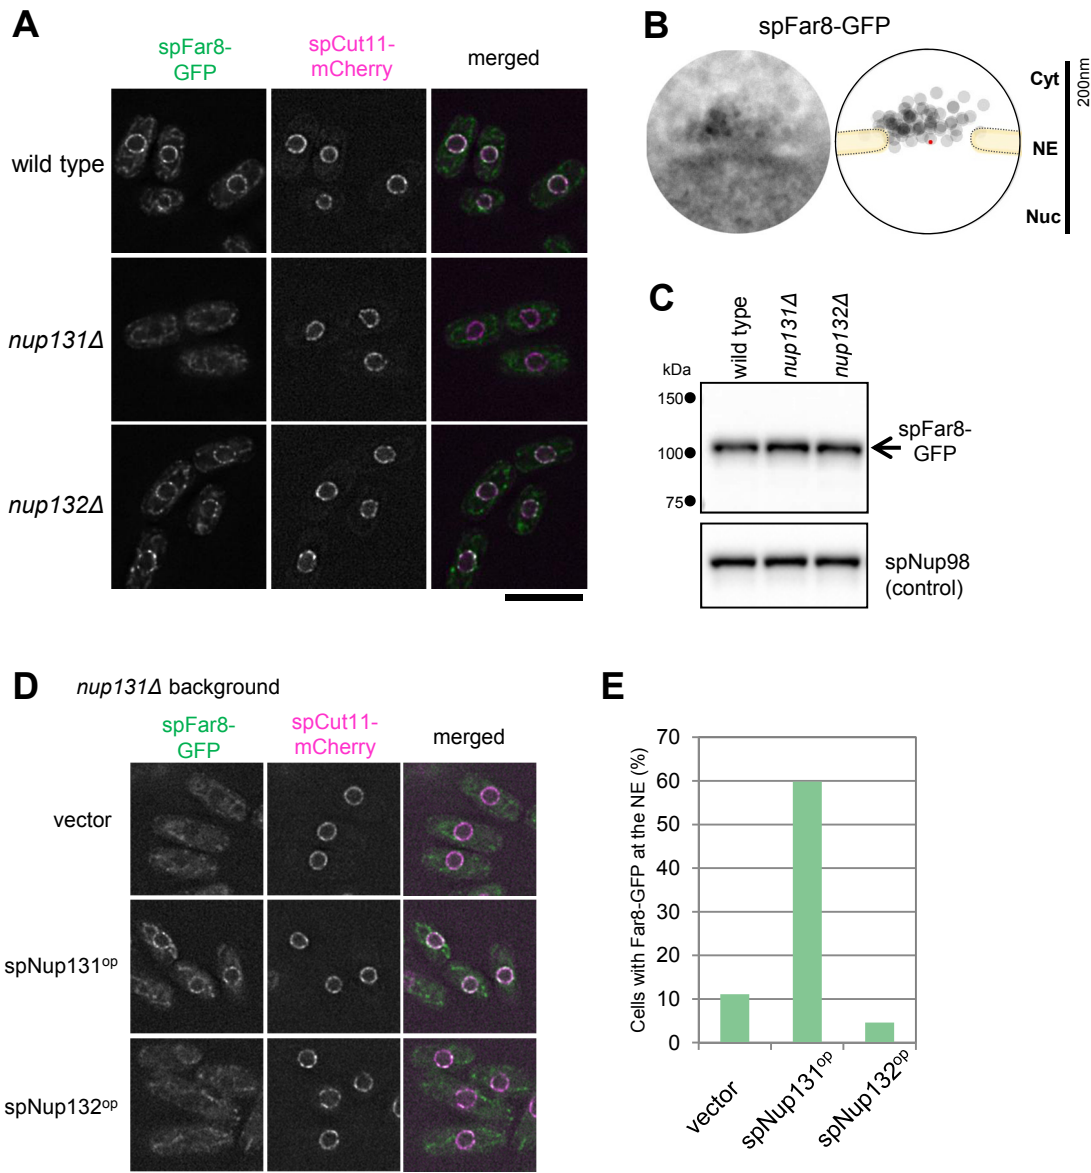 A
spFar8-
GFP
spCut11-
mCherry
merged
wild type
nup131Δ
nup132Δ
B
spFar8-GFP
Cyt
NE
Nuc
200nm
C
wild type
nup131Δ
nup132Δ
kDa
150
100
75
spFar8-
GFP
spNup98
(control)
D
nup131Δ background
spFar8-
GFP
spCut11-
mCherry
merged
vector
spNup131op
spNup132op
E
Cells with Far8-GFP at the NE (%)
70
60
50
40
30
20
10
0
vector
spNup131op
spNup132op